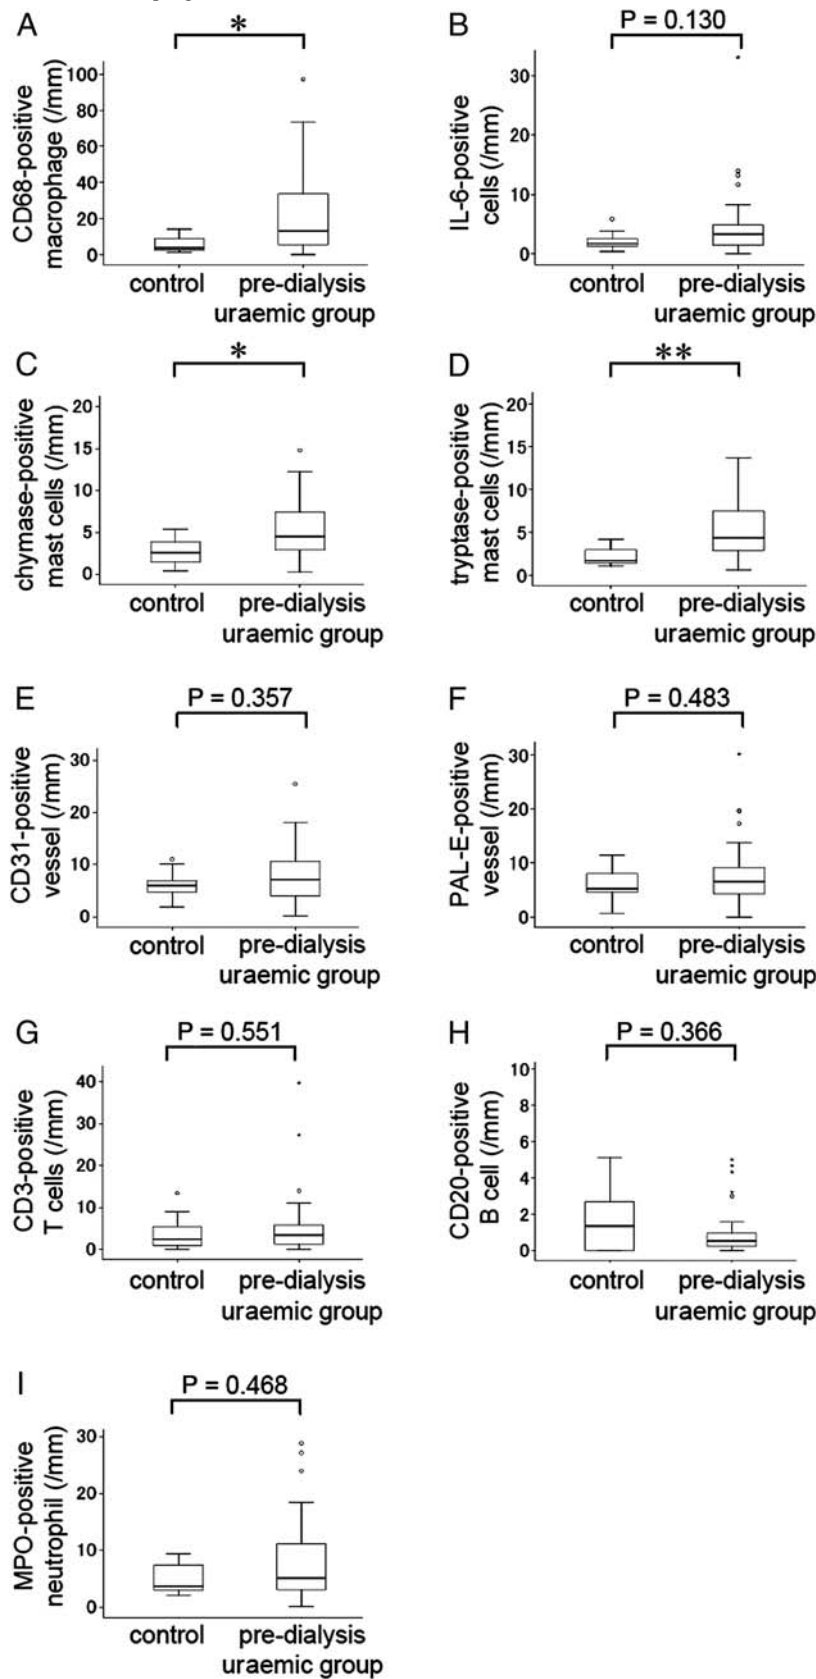 A
*
CD68-positive
macrophage (/mm)
100
80
60
40
20
0
control
pre-dialysis
uraemic group
B
P = 0.130
IL-6-positive
cells (/mm)
30
20
10
0
control
pre-dialysis
uraemic group
C
*
chymase-positive
mast cells (/mm)
20
15
10
5
0
control
pre-dialysis
uraemic group
D
**
tryptase-positive
mast cells (/mm)
20
15
10
5
0
control
pre-dialysis
uraemic group
E
P = 0.357
CD31-positive
vessel (/mm)
30
20
10
0
control
pre-dialysis
uraemic group
F
P = 0.483
PAL-E-positive
vessel (/mm)
30
20
10
0
control
pre-dialysis
uraemic group
G
P = 0.551
CD3-positive
T cells (/mm)
40
30
20
10
0
control
pre-dialysis
uraemic group
H
P = 0.366
CD20-positive
B cell (/mm)
10
8
6
4
2
0
control
pre-dialysis
uraemic group
I
P = 0.468
MPO-positive
neutrophil (/mm)
30
20
10
0
control
pre-dialysis
uraemic group